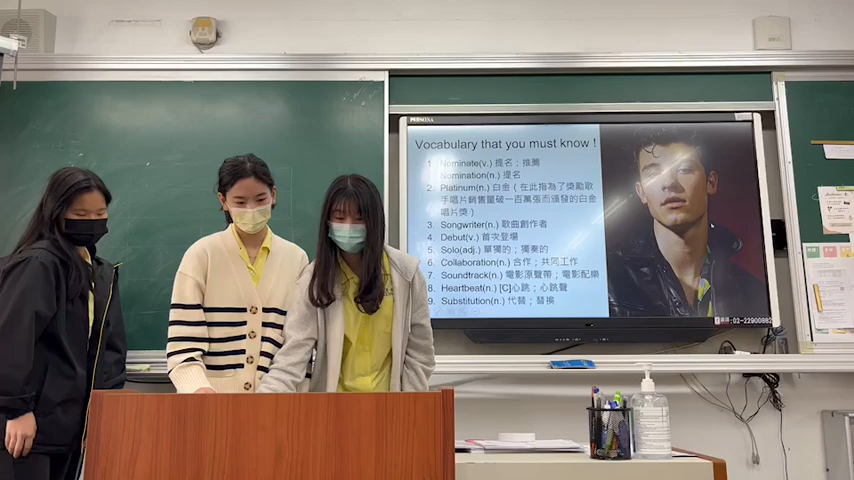 Vocabulary that you must know !
1. Nominate(v.) 提名；推薦
Nomination(n.) 提名
2. Platinum(n.) 白金（在此指為了獎勵歌
手唱片銷售量破一百萬張而頒發的白金
唱片獎）
3. Songwriter(n.) 歌曲創作者
4. Debut(v.) 首次登場
5. Solo(adj.) 單獨的；獨奏的
6. Collaboration(n.) 合作；共同工作
7. Soundtrack(n.) 電影原聲帶；電影配樂
8. Heartbeat(n.) [C]心跳；心跳聲
9. Substitution(n.) 代替；替換
02-22900882